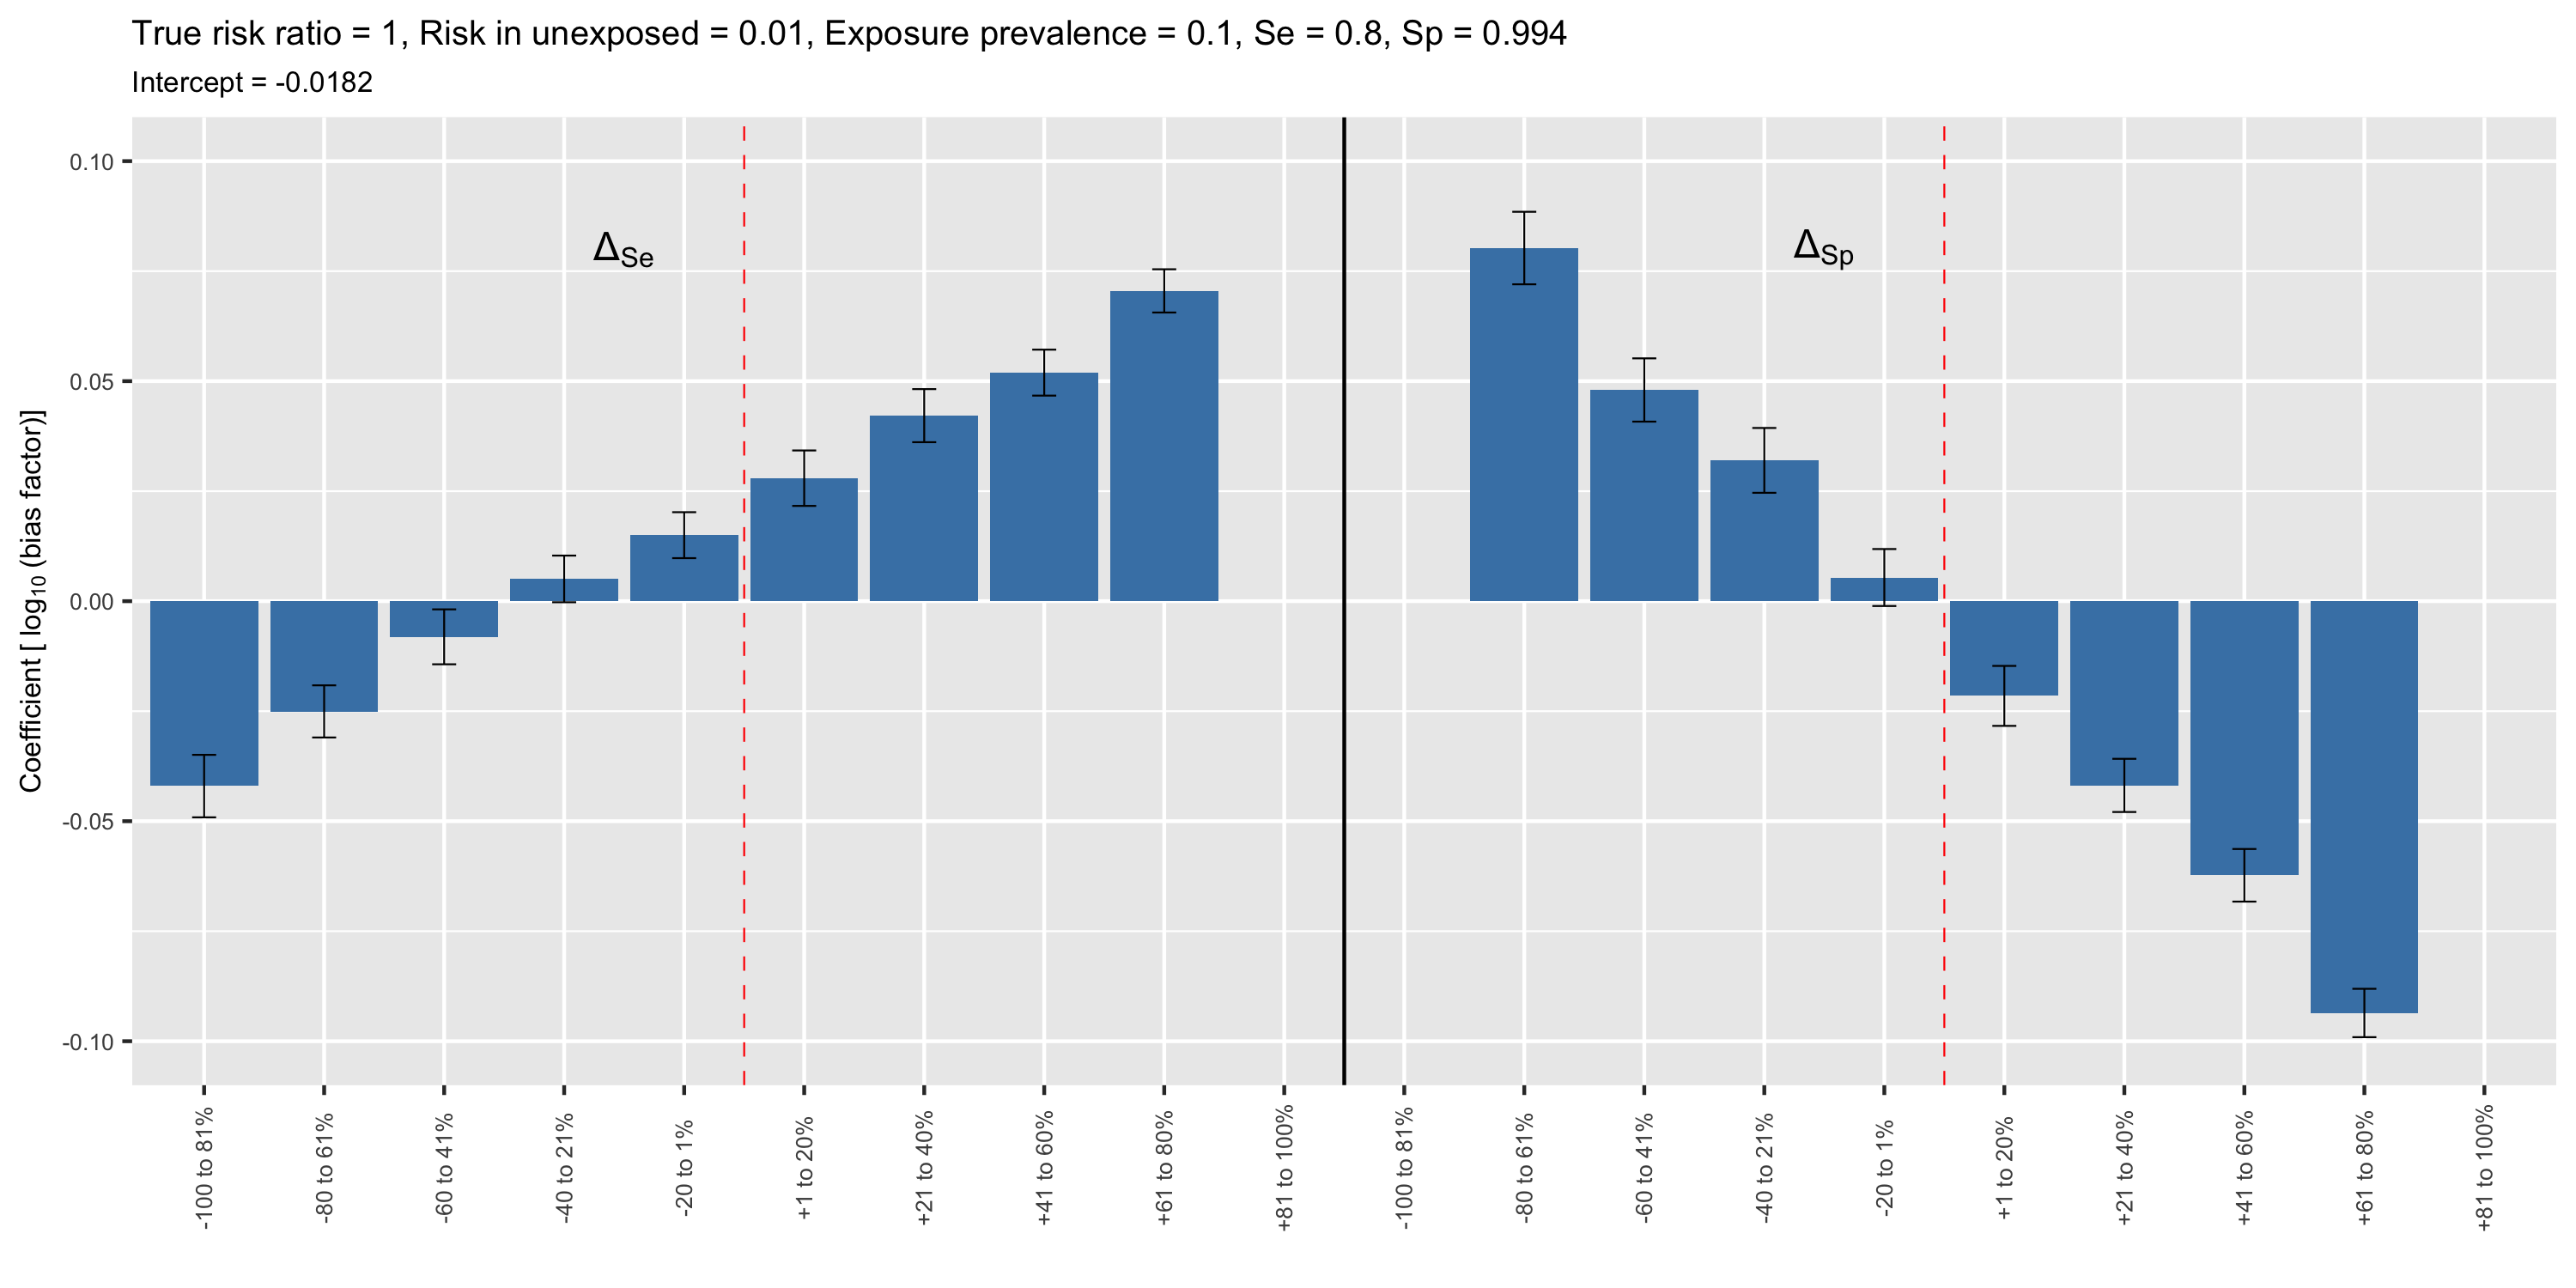 True risk ratio = 1, Risk in unexposed = 0.01, Exposure prevalence = 0.1, Se = 0.8, Sp = 0.994
Intercept = -0.0182
Coefficient [ log10 (bias factor)]
0.10
0.05
0.00
-0.05
-0.10
ΔSe
ΔSp
-100 to 81%
-80 to 61%
-60 to 41%
-40 to 21%
-20 to 1%
+1 to 20%
+21 to 40%
+41 to 60%
+61 to 80%
+81 to 100%
-100 to 81%
-80 to 61%
-60 to 41%
-40 to 21%
-20 to 1%
+1 to 20%
+21 to 40%
+41 to 60%
+61 to 80%
+81 to 100%